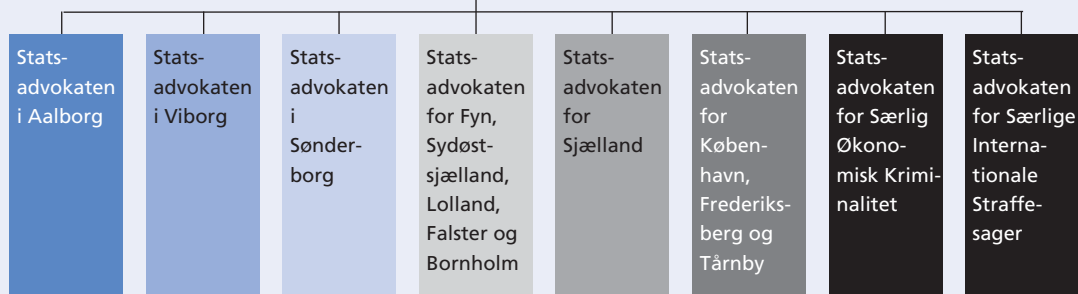 Stats-
advokaten
i Aalborg
Stats-
advokaten
i Viborg
Stats-
advokaten
i
Sønder-
borg
Stats-
advokaten
for Fyn,
Sydøst-
sjælland,
Lolland,
Falster og
Bornholm
Stats-
advokaten
for
Sjælland
Stats-
advokaten
for
Køben-
havn,
Frederiks-
berg og
Tårnby
Stats-
advokaten
for Særlig
Økono-
misk Krimi-
nalitet
Stats-
advokaten
for Særlige
Interna-
tionale
Straffe-
sager